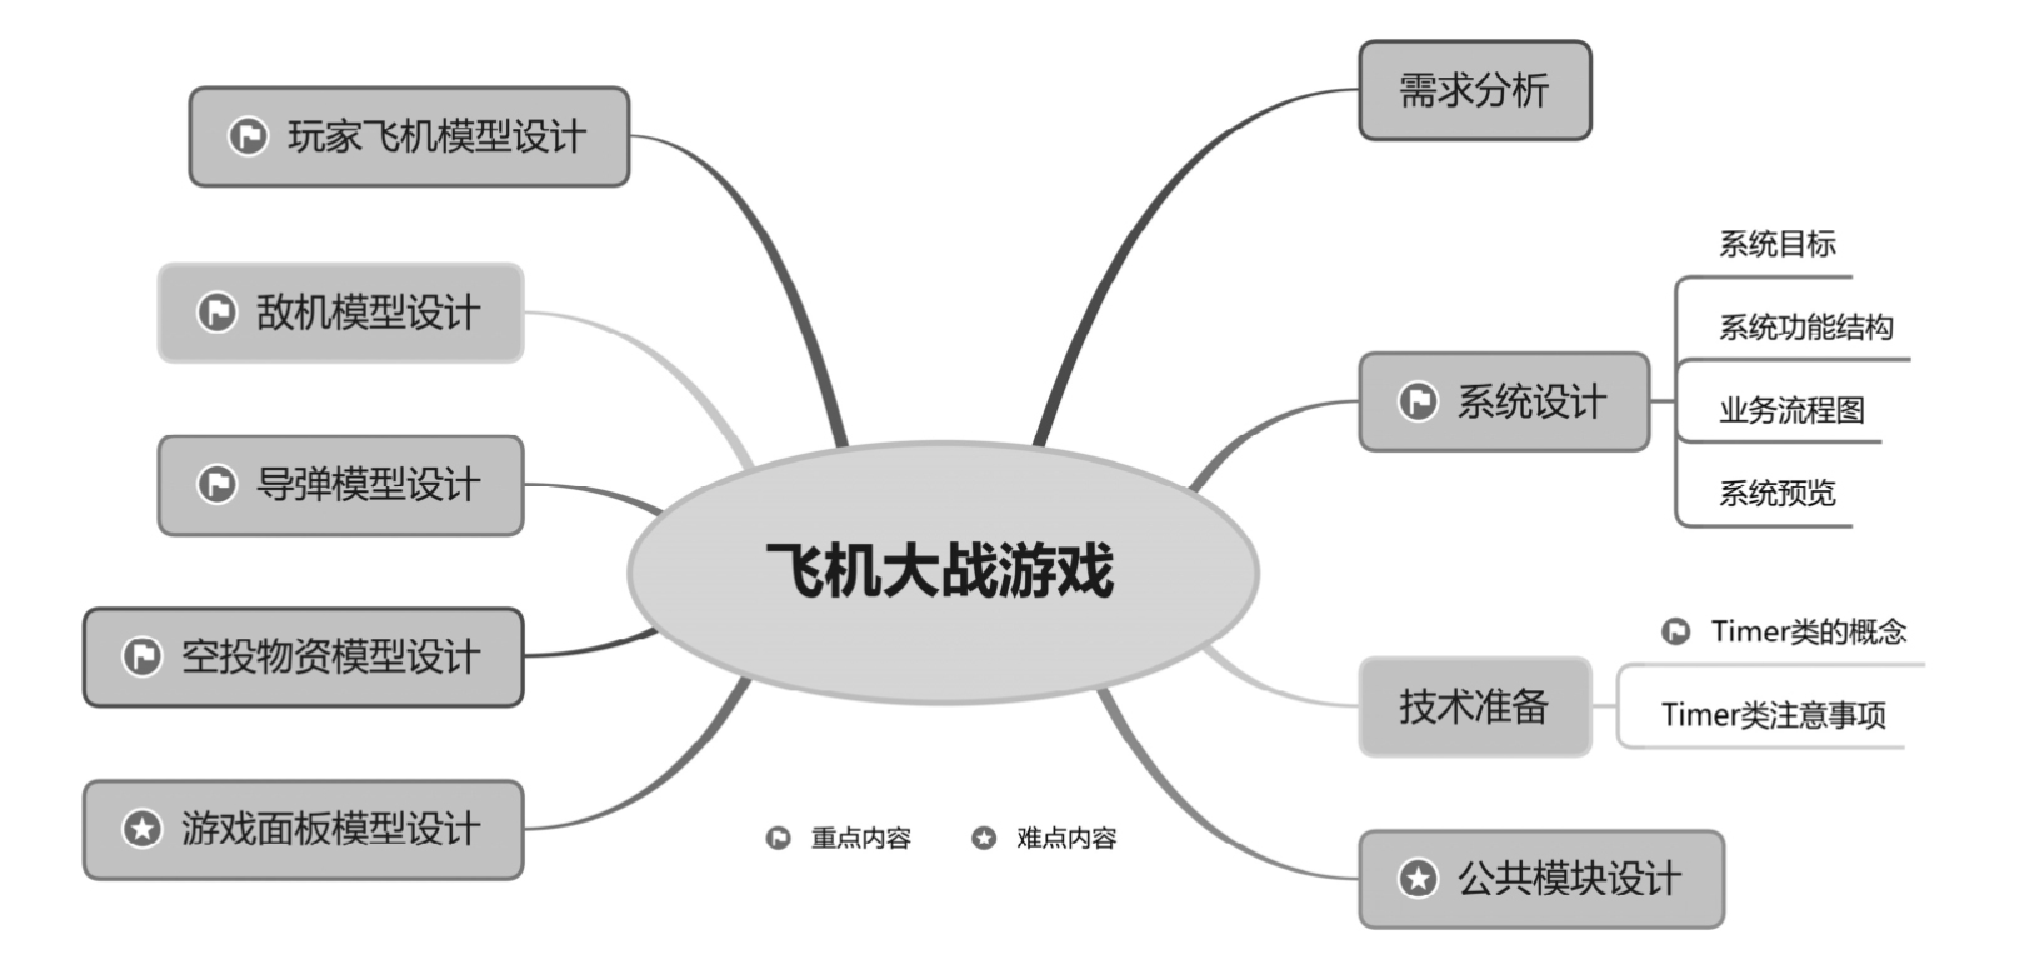 玩家飞机模型设计
敌机模型设计
导弹模型设计
空投物资模型设计
游戏面板模型设计
飞机大战游戏
需求分析
系统设计
系统目标
系统功能结构
业务流程图
系统预览
技术准备
Timer类的概念
Timer类注意事项
公共模块设计
重点内容
难点内容